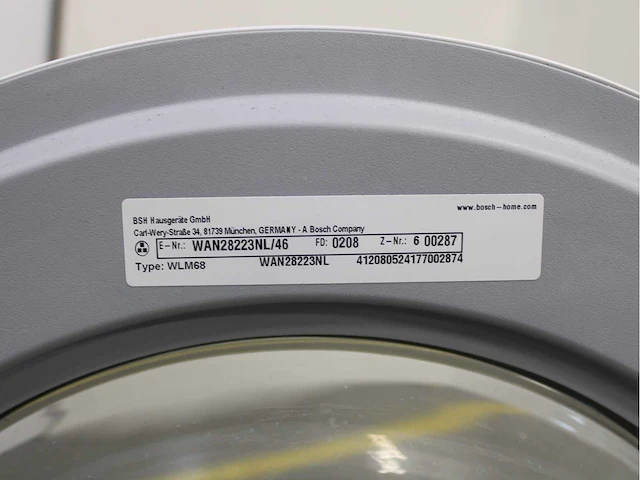 www.bosch-home.com
BSH Hausgeräte GmbH
Carl-Wery-Straße 34, 81739 München, GERMANY - A Bosch Company
E-Nr.: WAN28223NL/46 FD: 0208 Z-Nr.: 6 00287
Type: WLM68 WAN28223NL 412080524177002874